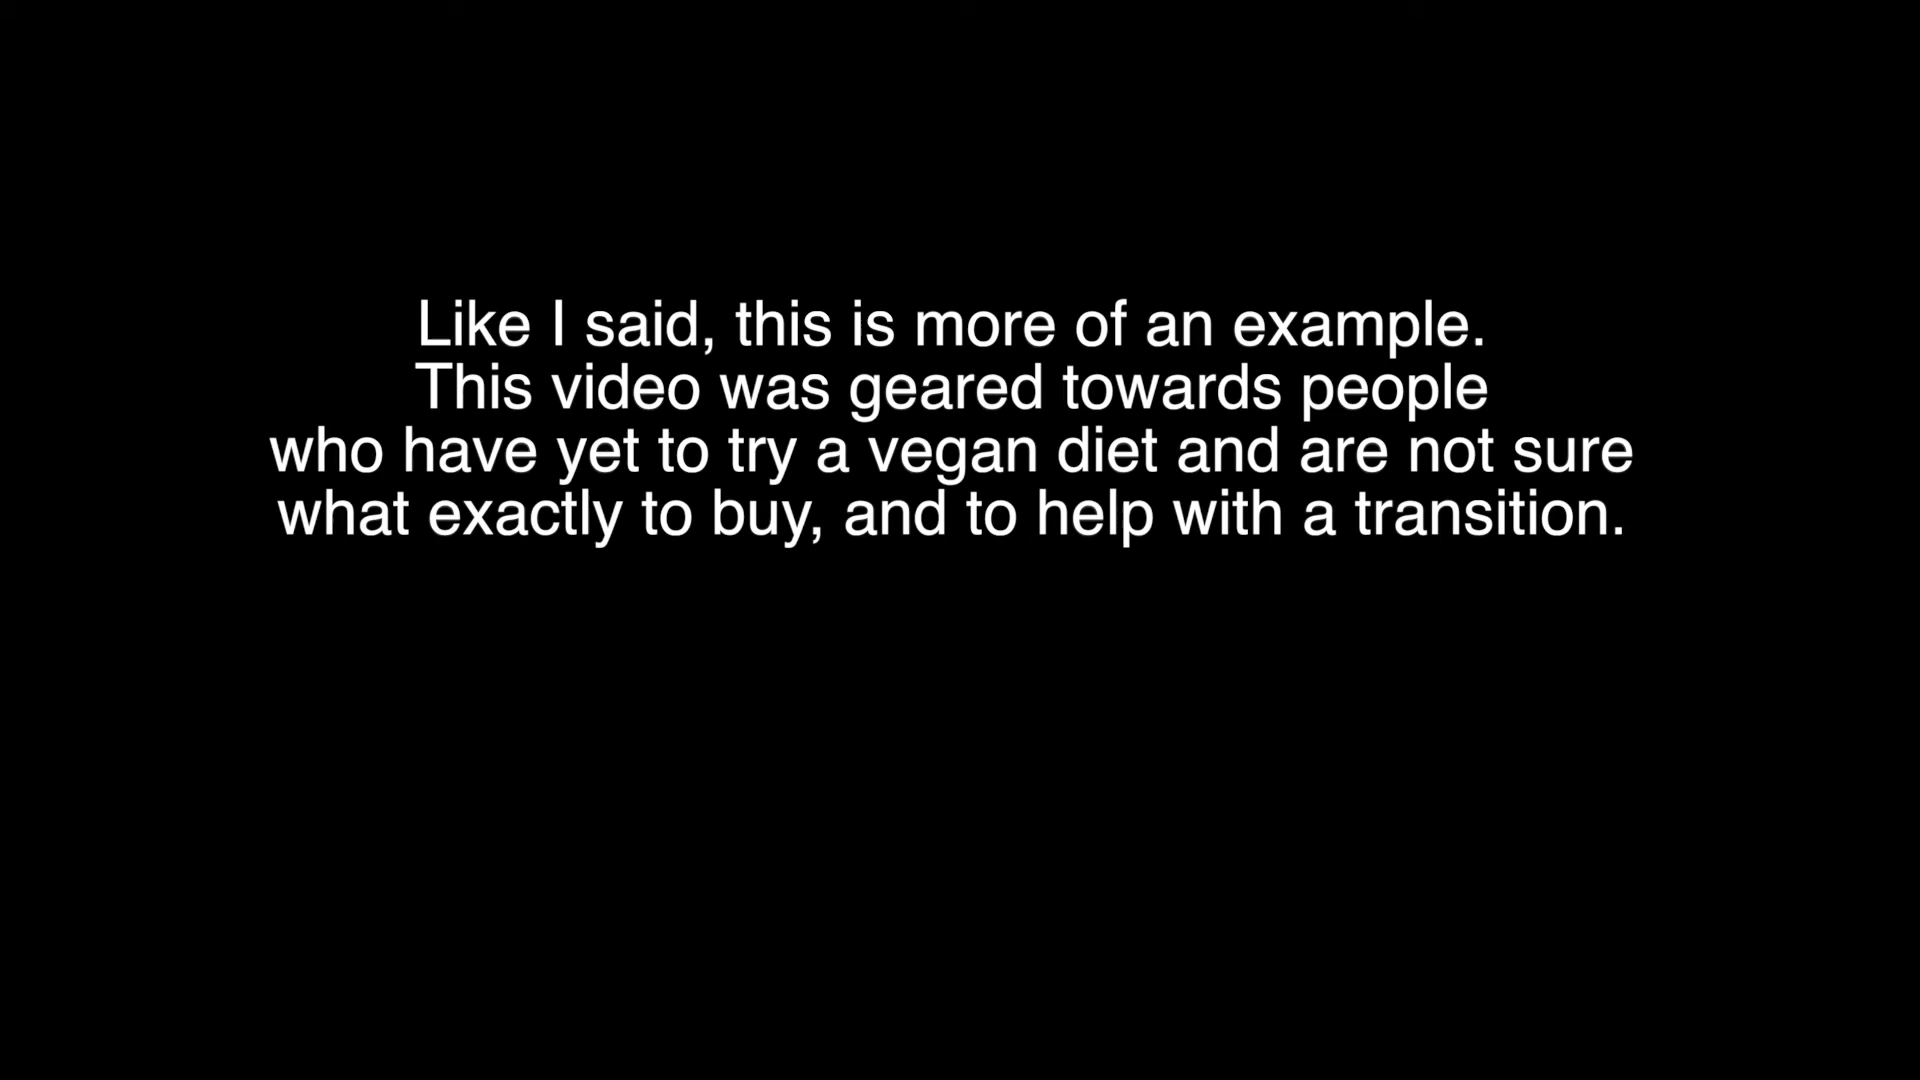 Like I said, this is more of an example.
This video was geared towards people
who have yet to try a vegan diet and are not sure
what exactly to buy, and to help with a transition.